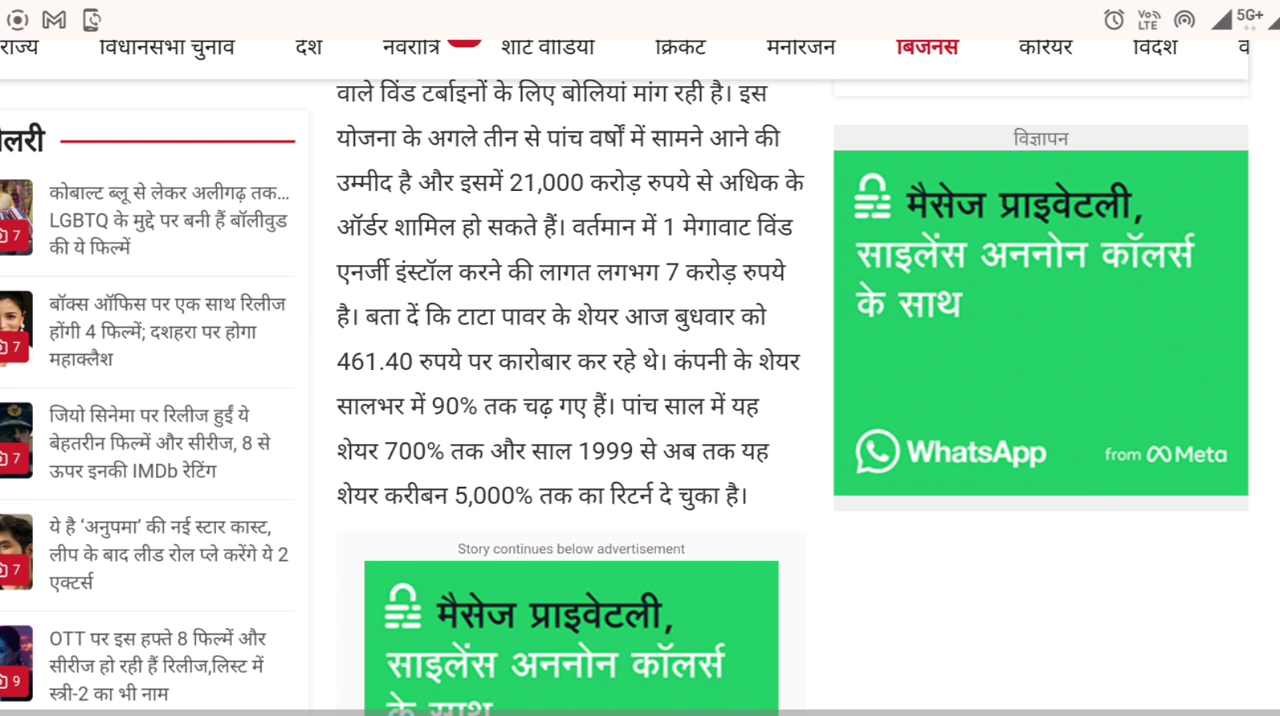 Vo))
LTE
5G+
राज्य विधानसभा चुनाव देश नवरात्रि शॉर्ट वीडियो क्रिकेट मनोरंजन बिजनेस करियर विदेश
वाले विंड टर्बाइनों के लिए बोलियां मांग रही है। इस
योजना के अगले तीन से पांच वर्षों में सामने आने की
उम्मीद है और इसमें 21,000 करोड़ रुपये से अधिक के
ऑर्डर शामिल हो सकते हैं। वर्तमान में 1 मेगावाट विंड
एनर्जी इंस्टॉल करने की लागत लगभग 7 करोड़ रुपये
है। बता दें कि टाटा पावर के शेयर आज बुधवार को
461.40 रुपये पर कारोबार कर रहे थे। कंपनी के शेयर
सालभर में 90% तक चढ़ गए हैं। पांच साल में यह
शेयर 700% तक और साल 1999 से अब तक यह
शेयर करीबन 5,000% तक का रिटर्न दे चुका है।
Story continues below advertisement
मैसेज प्राइवेटली,
साइलेंस अननोन कॉलर्स
के साथ
लरी
कोबाल्ट ब्लू से लेकर अलीगढ़ तक...
LGBTQ के मुद्दे पर बनी हैं बॉलीवुड
की ये फिल्में
7
बॉक्स ऑफिस पर एक साथ रिलीज
होंगी 4 फिल्में; दशहरा पर होगा
महाक्लैश
7
जियो सिनेमा पर रिलीज हुईं ये
बेहतरीन फिल्में और सीरीज, 8 से
ऊपर इनकी IMDb रेटिंग
7
ये है ‘अनुपमा’ की नई स्टार कास्ट,
लीप के बाद लीड रोल प्ले करेंगे ये 2
एक्टर्स
7
OTT पर इस हफ्ते 8 फिल्में और
सीरीज हो रही हैं रिलीज,लिस्ट में
स्त्री-2 का भी नाम
9
विज्ञापन
मैसेज प्राइवेटली,
साइलेंस अननोन कॉलर्स
के साथ
WhatsApp from Meta